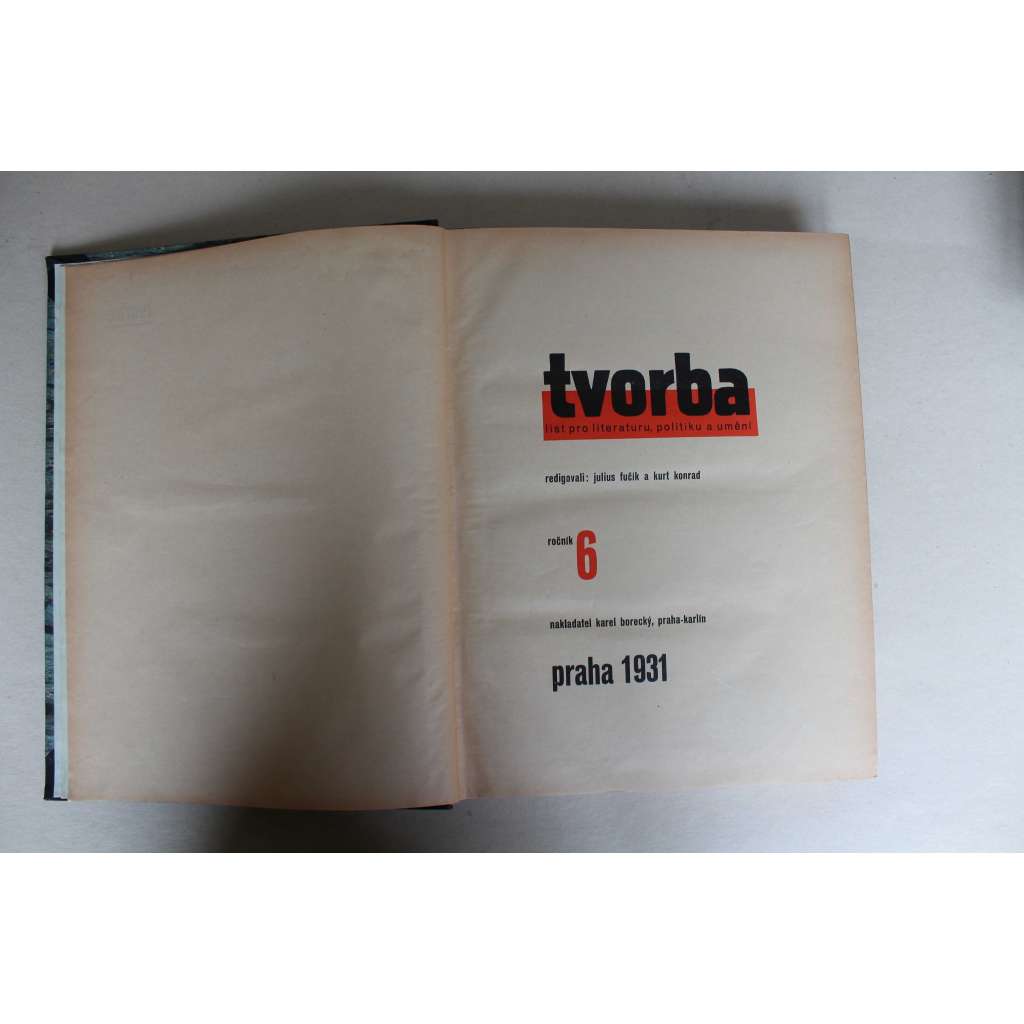 tvorba
list pro literaturu, politiku a umění
redigovali: julius fučík a kurt konrad
ročník 6
nakladatel karel borecký, praha-karlín
praha 1931